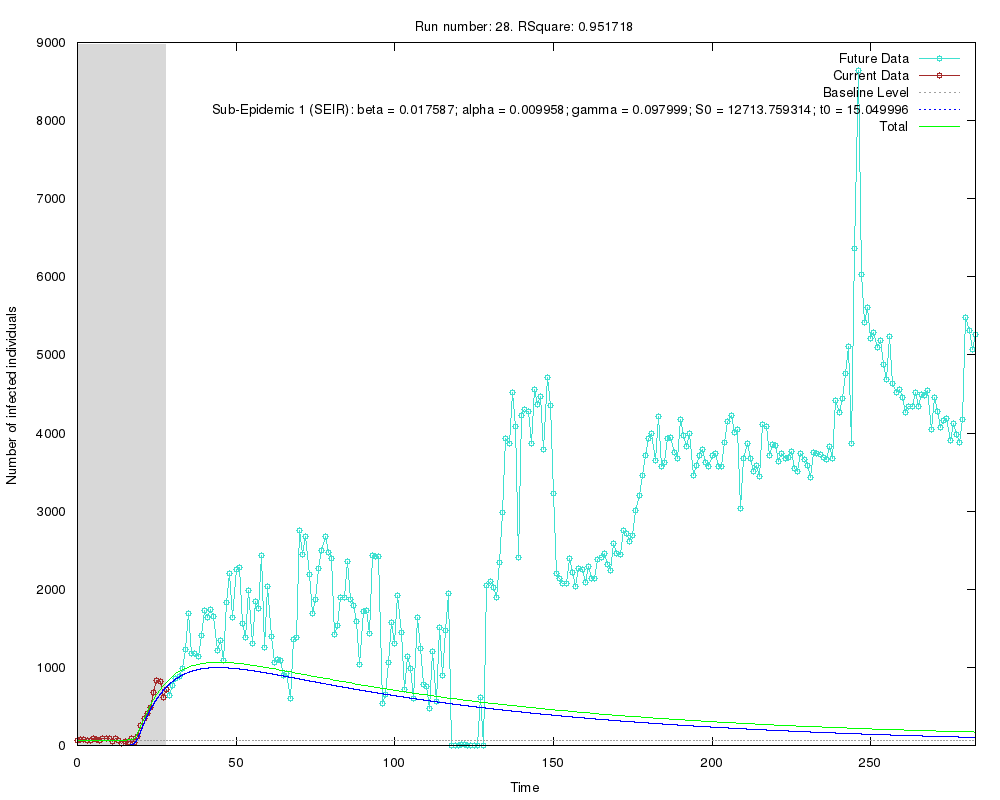 Run number: 28. RSquare: 0.951718
9000
8000
7000
6000
5000
4000
3000
2000
1000
0
Number of infected individuals
Future Data
Current Data
Baseline Level
Sub-Epidemic 1 (SEIR): beta = 0.017587; alpha = 0.009958; gamma = 0.097999; S0 = 12713.759314; t0 = 15.049996
Total
0 50 100 150 200 250
Time